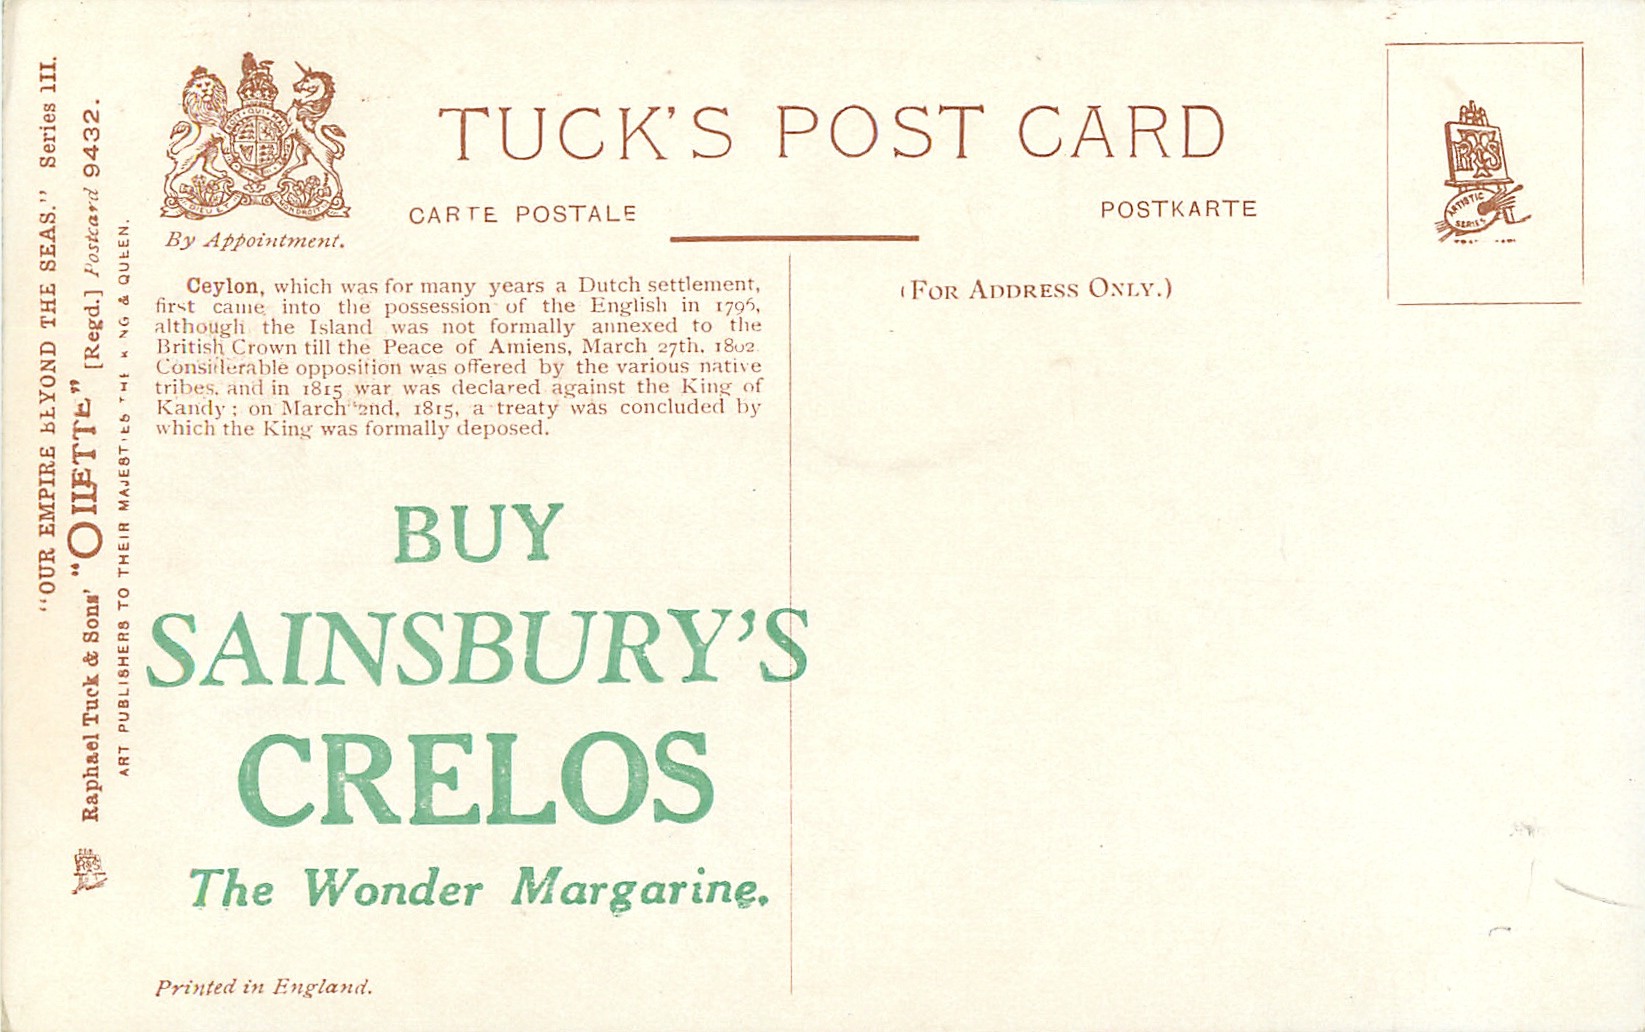 "OUR EMPIRE BEYOND THE SEAS." Series III.
Raphael Tuck & Sons' "OILETTE" [Regd.] Postcard 9432.
ART PUBLISHERS TO THEIR MAJESTIES THE KING & QUEEN.
By Appointment.
TUCK'S POST CARD
CARTE POSTALE
POSTKARTE
(FOR ADDRESS ONLY.)
ARTISTIC
SERIES
Ceylon, which was for many years a Dutch settlement,
first came into the possession of the English in 1796,
although the Island was not formally annexed to the
British Crown till the Peace of Amiens, March 27th, 1802.
Considerable opposition was offered by the various native
tribes, and in 1815 war was declared against the King of
Kandy; on March 2nd, 1815, a treaty was concluded by
which the King was formally deposed.
BUY
SAINSBURY'S
CRELOS
The Wonder Margarine.
Printed in England.